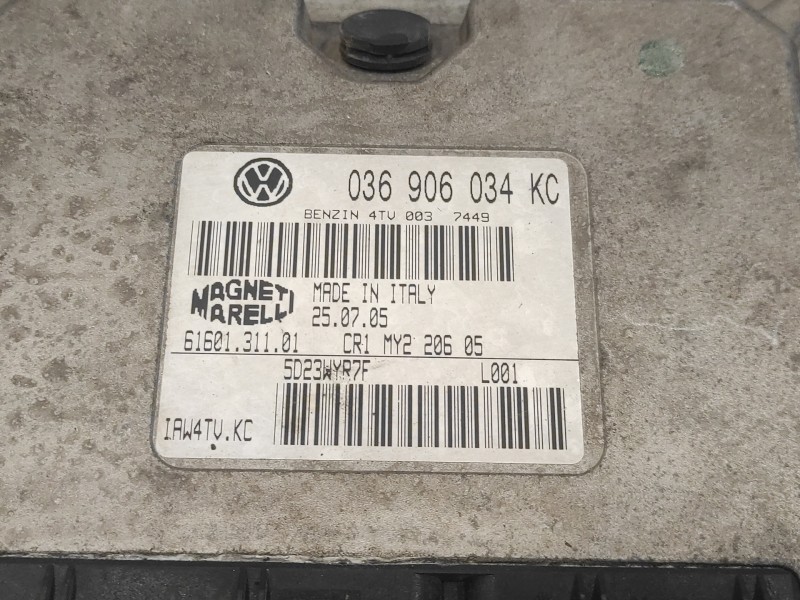 036 906 034 KC
BENZIN 4TV 003 7449
MAGNETI MARELLI
MADE IN ITALY
25.07.05
61601.311.01 CR1 MY2 206 05
5D23WYR7F L001
IAW4TV.KC